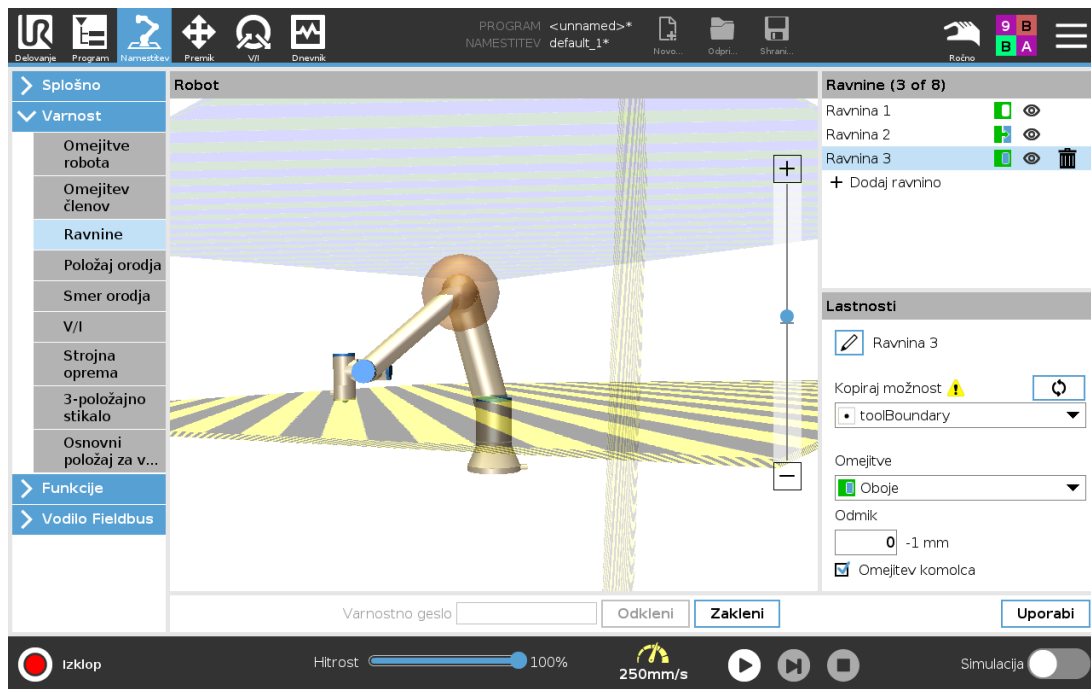 PROGRAM <unnamed>*
NAMESTITEV default_1*
Delovanje Program Namestitev Premik V/I Dnevnik Novo... Odpri... Shrani... Ročno
9 B
B A
Splošno
Varnost
Omejitve
robota
Omejitev
členov
Ravnine
Položaj orodja
Smer orodja
V/I
Strojna
oprema
3-položajno
stikalo
Osnovni
položaj za v...
Funkcije
Vodilo Fieldbus
Robot
Ravnine (3 of 8)
Ravnina 1
Ravnina 2
Ravnina 3
+ Dodaj ravnino
Lastnosti
Ravnina 3
Kopiraj možnost
toolBoundary
Omejitve
Oboje
Odmik
0 -1 mm
Omejitev komolca
Varnostno geslo Odkleni Zakleni Uporabi
Izklop Hitrost 100% 250mm/s Simulacija